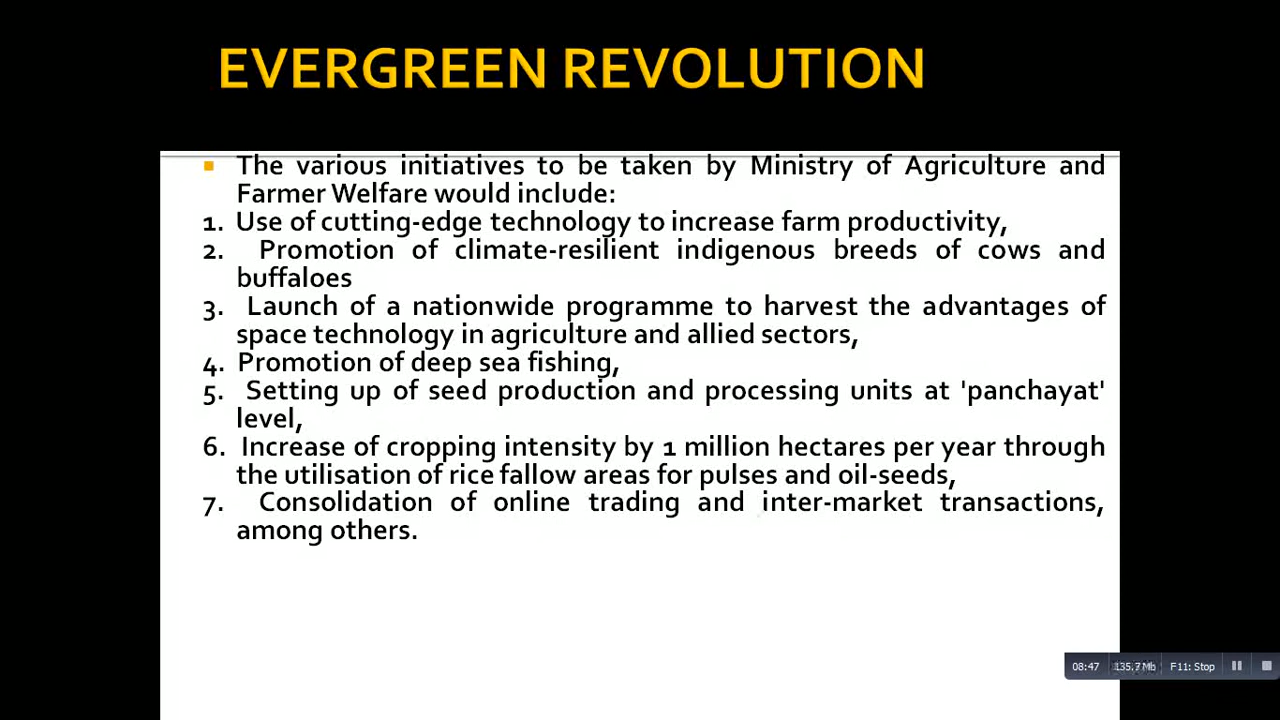 EVERGREEN REVOLUTION
▪ The various initiatives to be taken by Ministry of Agriculture and
Farmer Welfare would include:
1. Use of cutting-edge technology to increase farm productivity,
2. Promotion of climate-resilient indigenous breeds of cows and
buffaloes
3. Launch of a nationwide programme to harvest the advantages of
space technology in agriculture and allied sectors,
4. Promotion of deep sea fishing,
5. Setting up of seed production and processing units at 'panchayat'
level,
6. Increase of cropping intensity by 1 million hectares per year through
the utilisation of rice fallow areas for pulses and oil-seeds,
7. Consolidation of online trading and inter-market transactions,
among others.
08:47 135.7 Mb F11: Stop